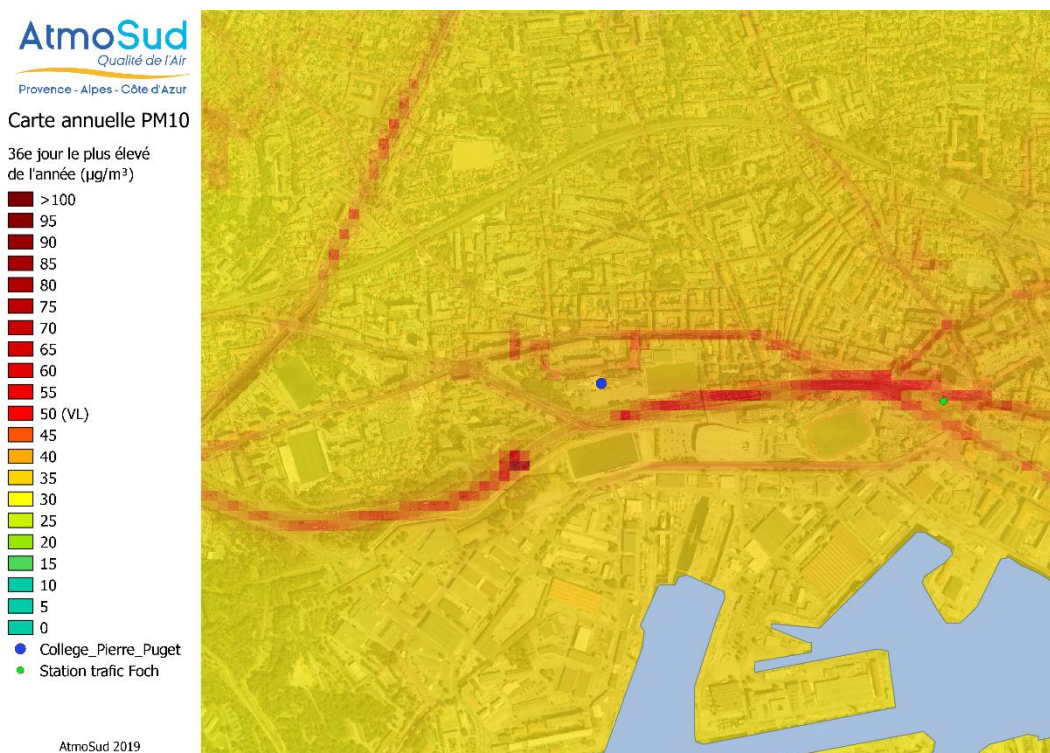 AtmoSud
Qualité de l'Air
Provence - Alpes - Côte d'Azur
Carte annuelle PM10
36e jour le plus élevé
de l'année (µg/m³)
>100
95
90
85
80
75
70
65
60
55
50 (VL)
45
40
35
30
25
20
15
10
5
0
College_Pierre_Puget
Station trafic Foch
AtmoSud 2019